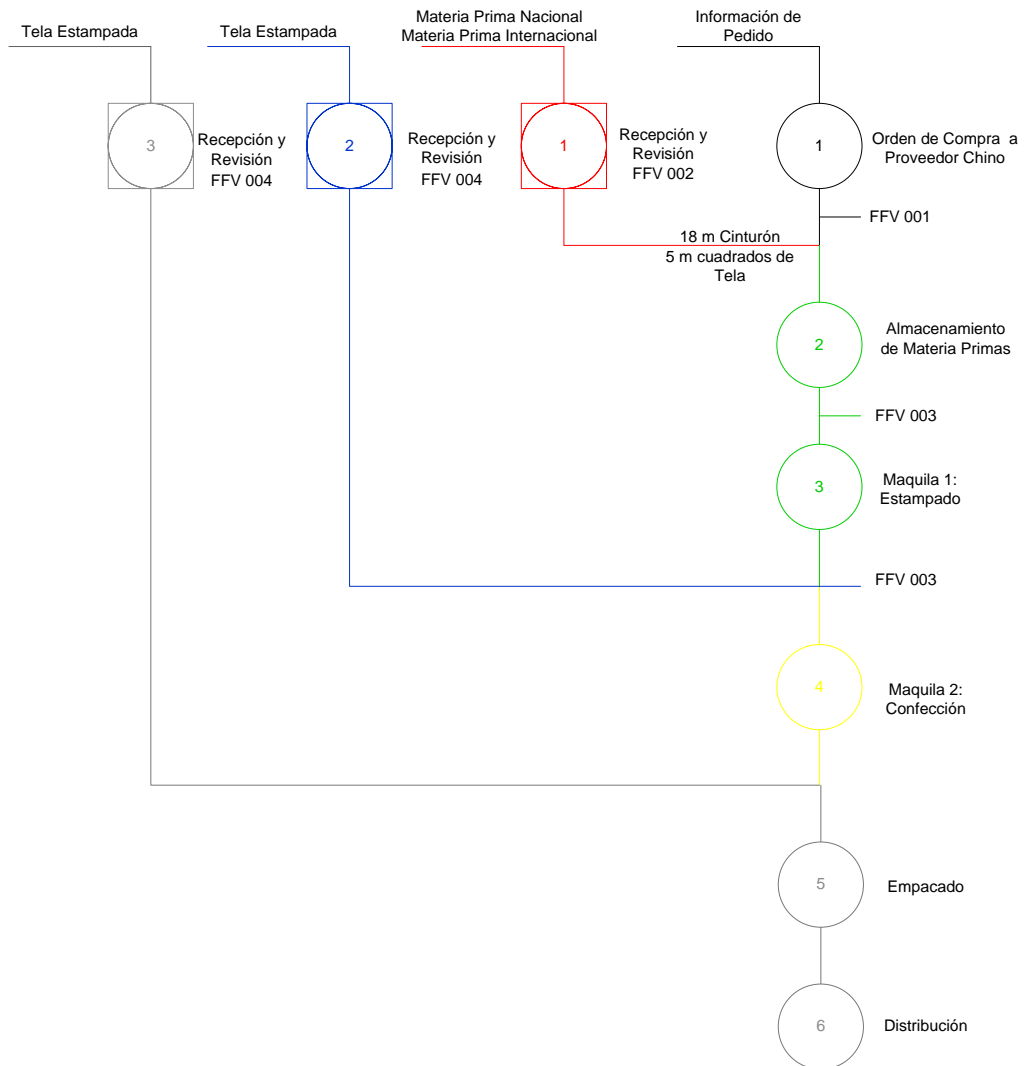 Tela Estampada
Tela Estampada
Materia Prima Nacional
Materia Prima Internacional
Información de
Pedido
3
Recepción y
Revisión
FFV 004
2
Recepción y
Revisión
FFV 004
1
Recepción y
Revisión
FFV 002
1
Orden de Compra a
Proveedor Chino
FFV 001
18 m Cinturón
5 m cuadrados de
Tela
2
Almacenamiento
de Materia Primas
FFV 003
3
Maquila 1:
Estampado
FFV 003
4
Maquila 2:
Confección
5
Empacado
6
Distribución